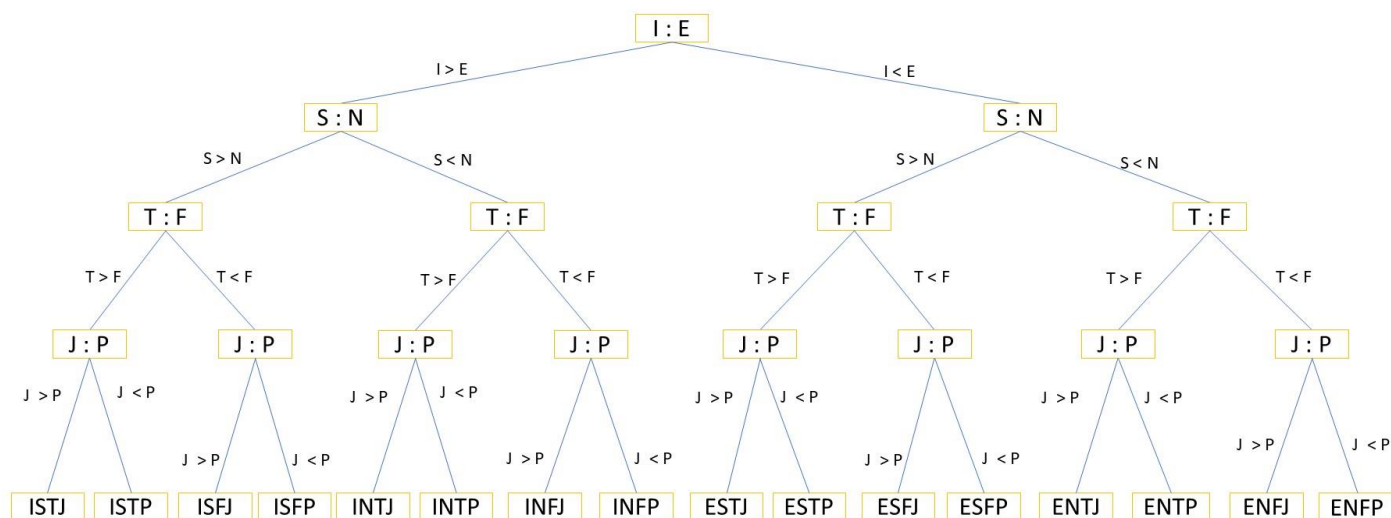 I : E
I > E
I < E
S : N
S : N
S > N
S < N
S > N
S < N
T : F
T : F
T : F
T : F
T > F
T < F
T > F
T < F
T > F
T < F
T > F
T < F
J : P
J : P
J : P
J : P
J : P
J : P
J : P
J : P
J > P
J < P
J > P
J < P
J > P
J < P
J > P
J < P
J > P
J < P
J > P
J < P
J > P
J < P
J > P
J < P
ISTJ
ISTP
ISFJ
ISFP
INTJ
INTP
INFJ
INFP
ESTJ
ESTP
ESFJ
ESFP
ENTJ
ENTP
ENFJ
ENFP